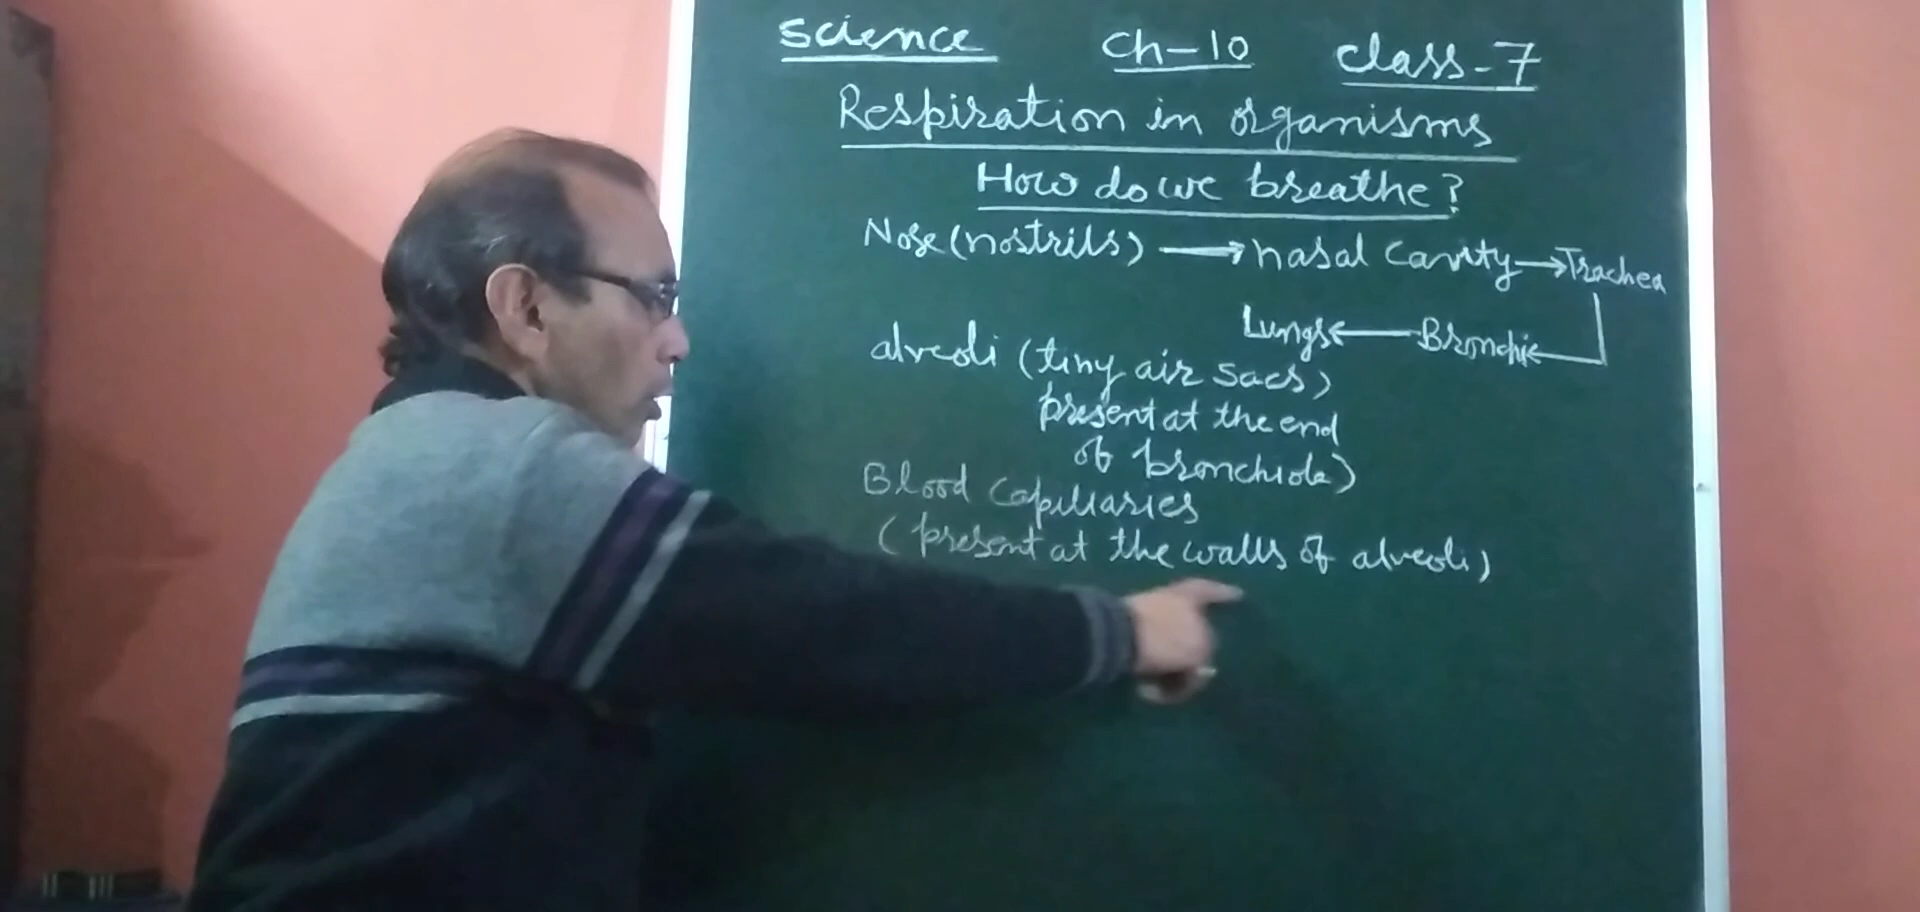 Science Ch-10 Class-7
Respiration in organisms
How do we breathe?
Nose (nostrils) → nasal cavity → Trachea
Lungs ← Bronchi ←
alveoli (tiny air sacs)
present at the end
of bronchiole)
Blood capillaries
(present at the walls of alveoli)